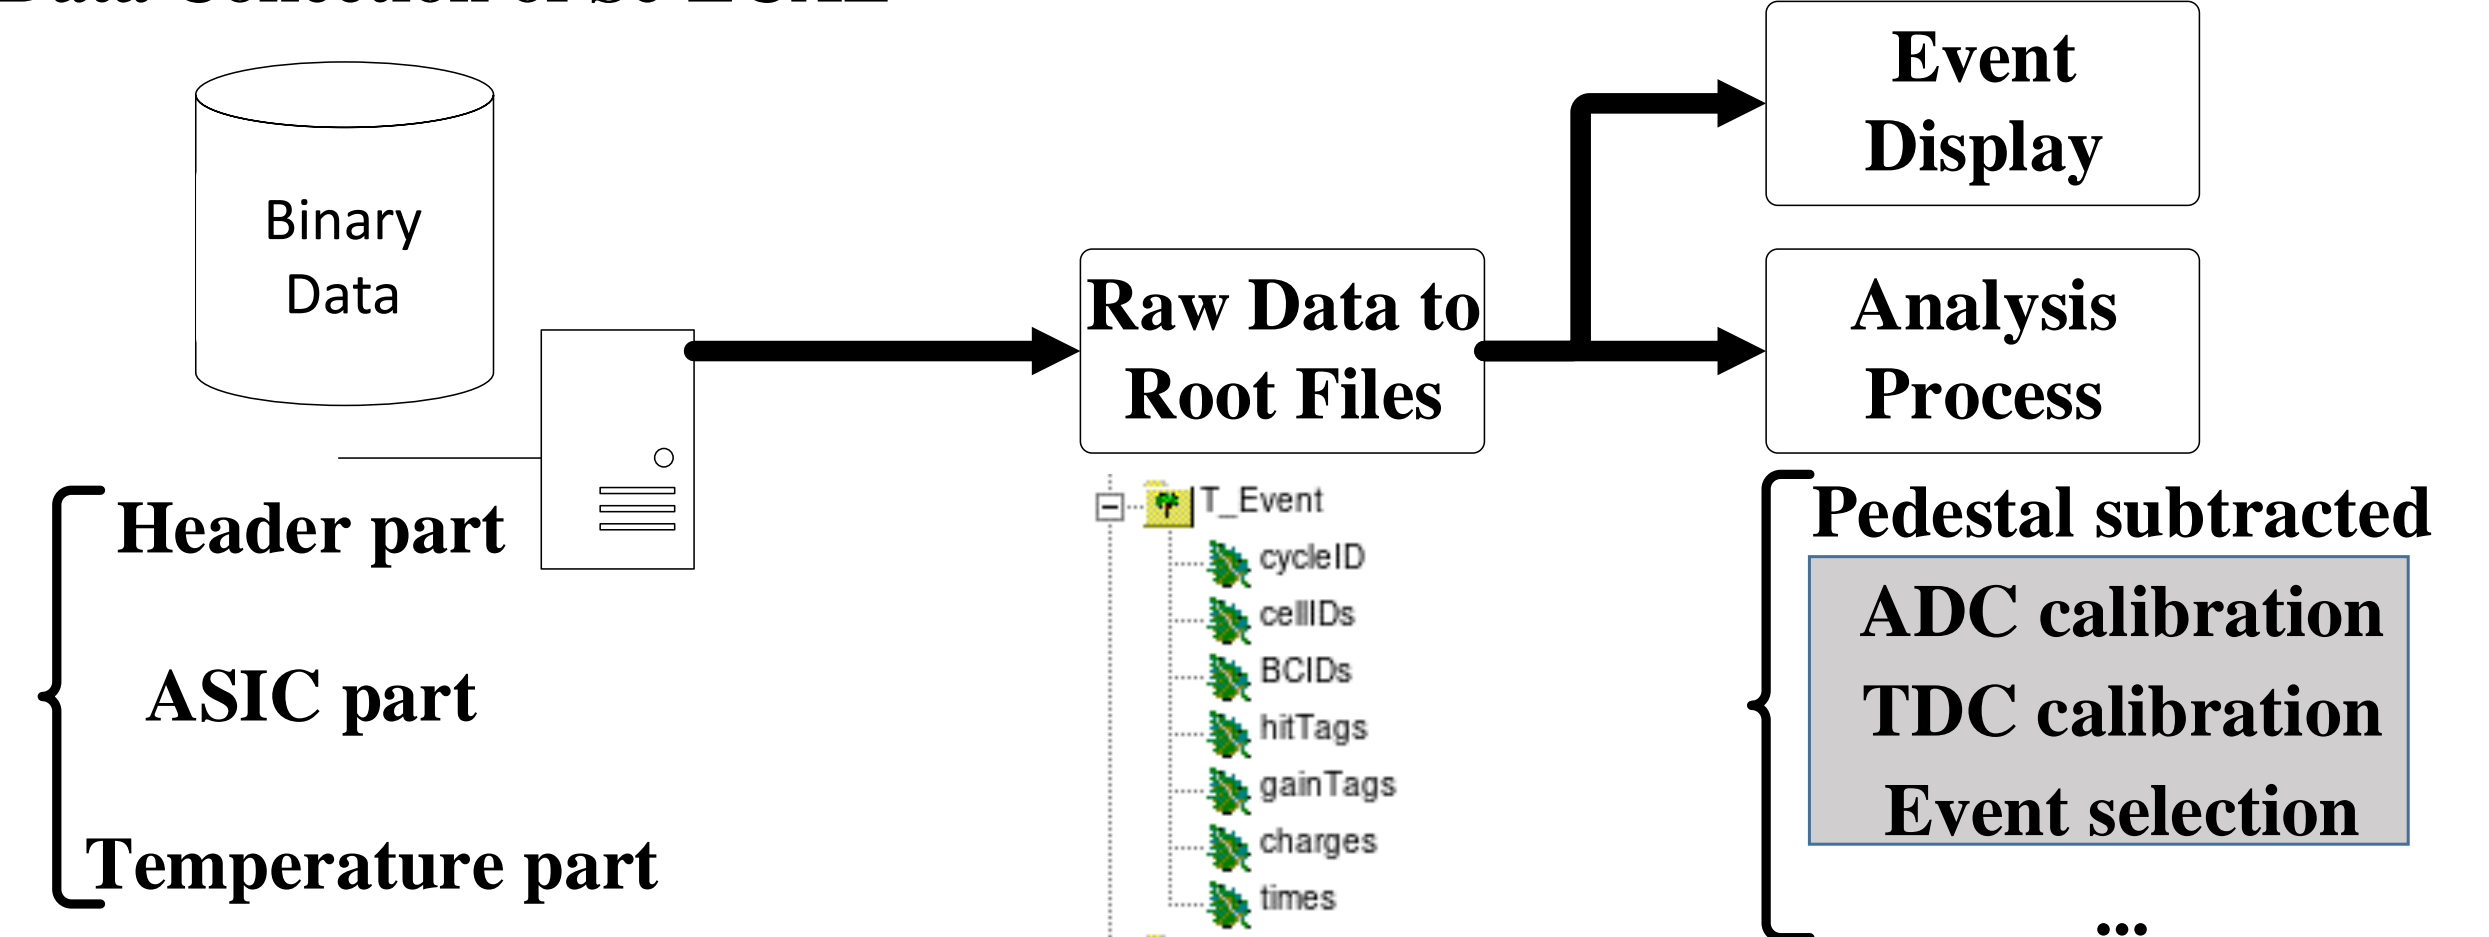 Event
Display
Binary
Data
Raw Data to
Root Files
Analysis
Process
Header part
ASIC part
Temperature part
T_Event
cycleID
cellIDs
BCIDs
hitTags
gainTags
charges
times
Pedestal subtracted
ADC calibration
TDC calibration
Event selection
...